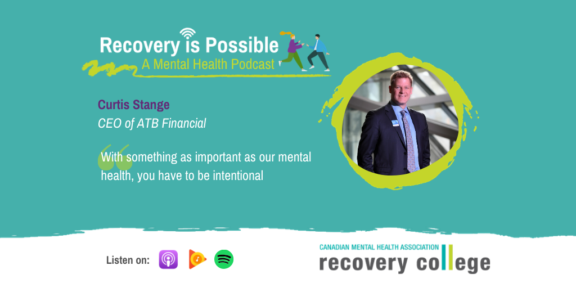 Recovery is Possible
A Mental Health Podcast
Curtis Stange
CEO of ATB Financial
With something as important as our mental
health, you have to be intentional
Listen on:
CANADIAN MENTAL HEALTH ASSOCIATION
recovery college